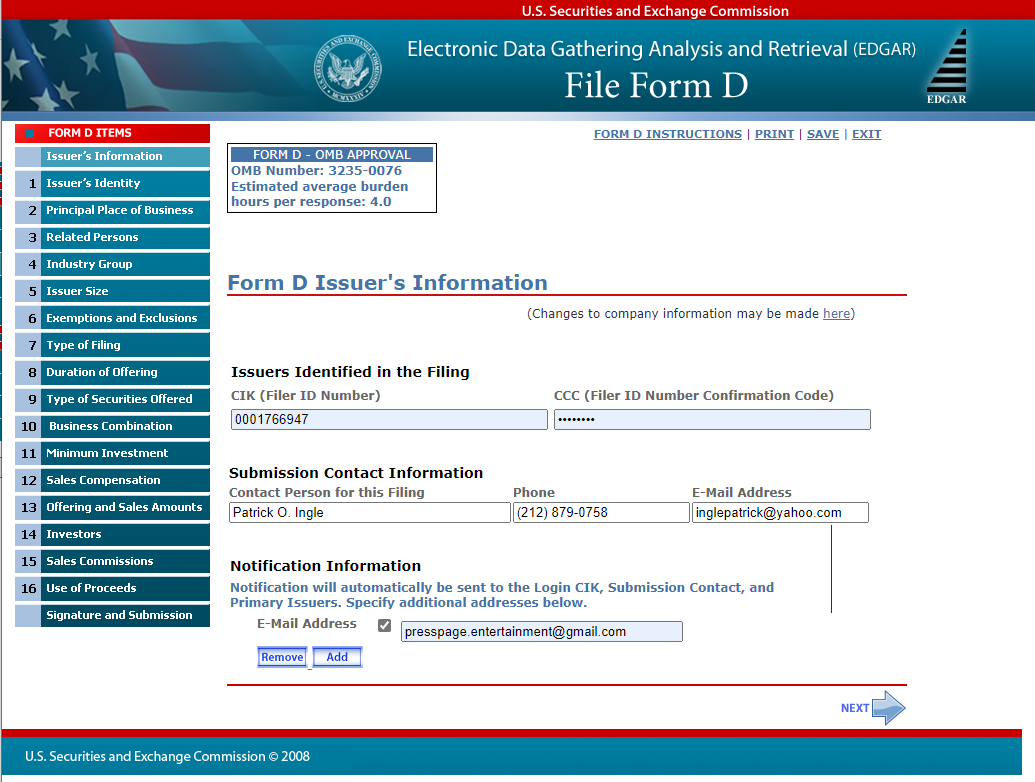 U.S. Securities and Exchange Commission
Electronic Data Gathering Analysis and Retrieval (EDGAR)
File Form D
EDGAR
FORM D ITEMS
Issuer's Information
1 Issuer's Identity
2 Principal Place of Business
3 Related Persons
4 Industry Group
5 Issuer Size
6 Exemptions and Exclusions
7 Type of Filing
8 Duration of Offering
9 Type of Securities Offered
10 Business Combination
11 Minimum Investment
12 Sales Compensation
13 Offering and Sales Amounts
14 Investors
15 Sales Commissions
16 Use of Proceeds
Signature and Submission
FORM D INSTRUCTIONS | PRINT | SAVE | EXIT
FORM D - OMB APPROVAL
OMB Number: 3235-0076
Estimated average burden
hours per response: 4.0
Form D Issuer's Information
(Changes to company information may be made here)
Issuers Identified in the Filing
CIK (Filer ID Number) CCC (Filer ID Number Confirmation Code)
0001766947 ••••••••
Submission Contact Information
Contact Person for this Filing Phone E-Mail Address
Patrick O. Ingle (212) 879-0758 inglepatrick@yahoo.com
Notification Information
Notification will automatically be sent to the Login CIK, Submission Contact, and
Primary Issuers. Specify additional addresses below.
E-Mail Address presspage.entertainment@gmail.com
Remove Add
NEXT
U.S. Securities and Exchange Commission © 2008